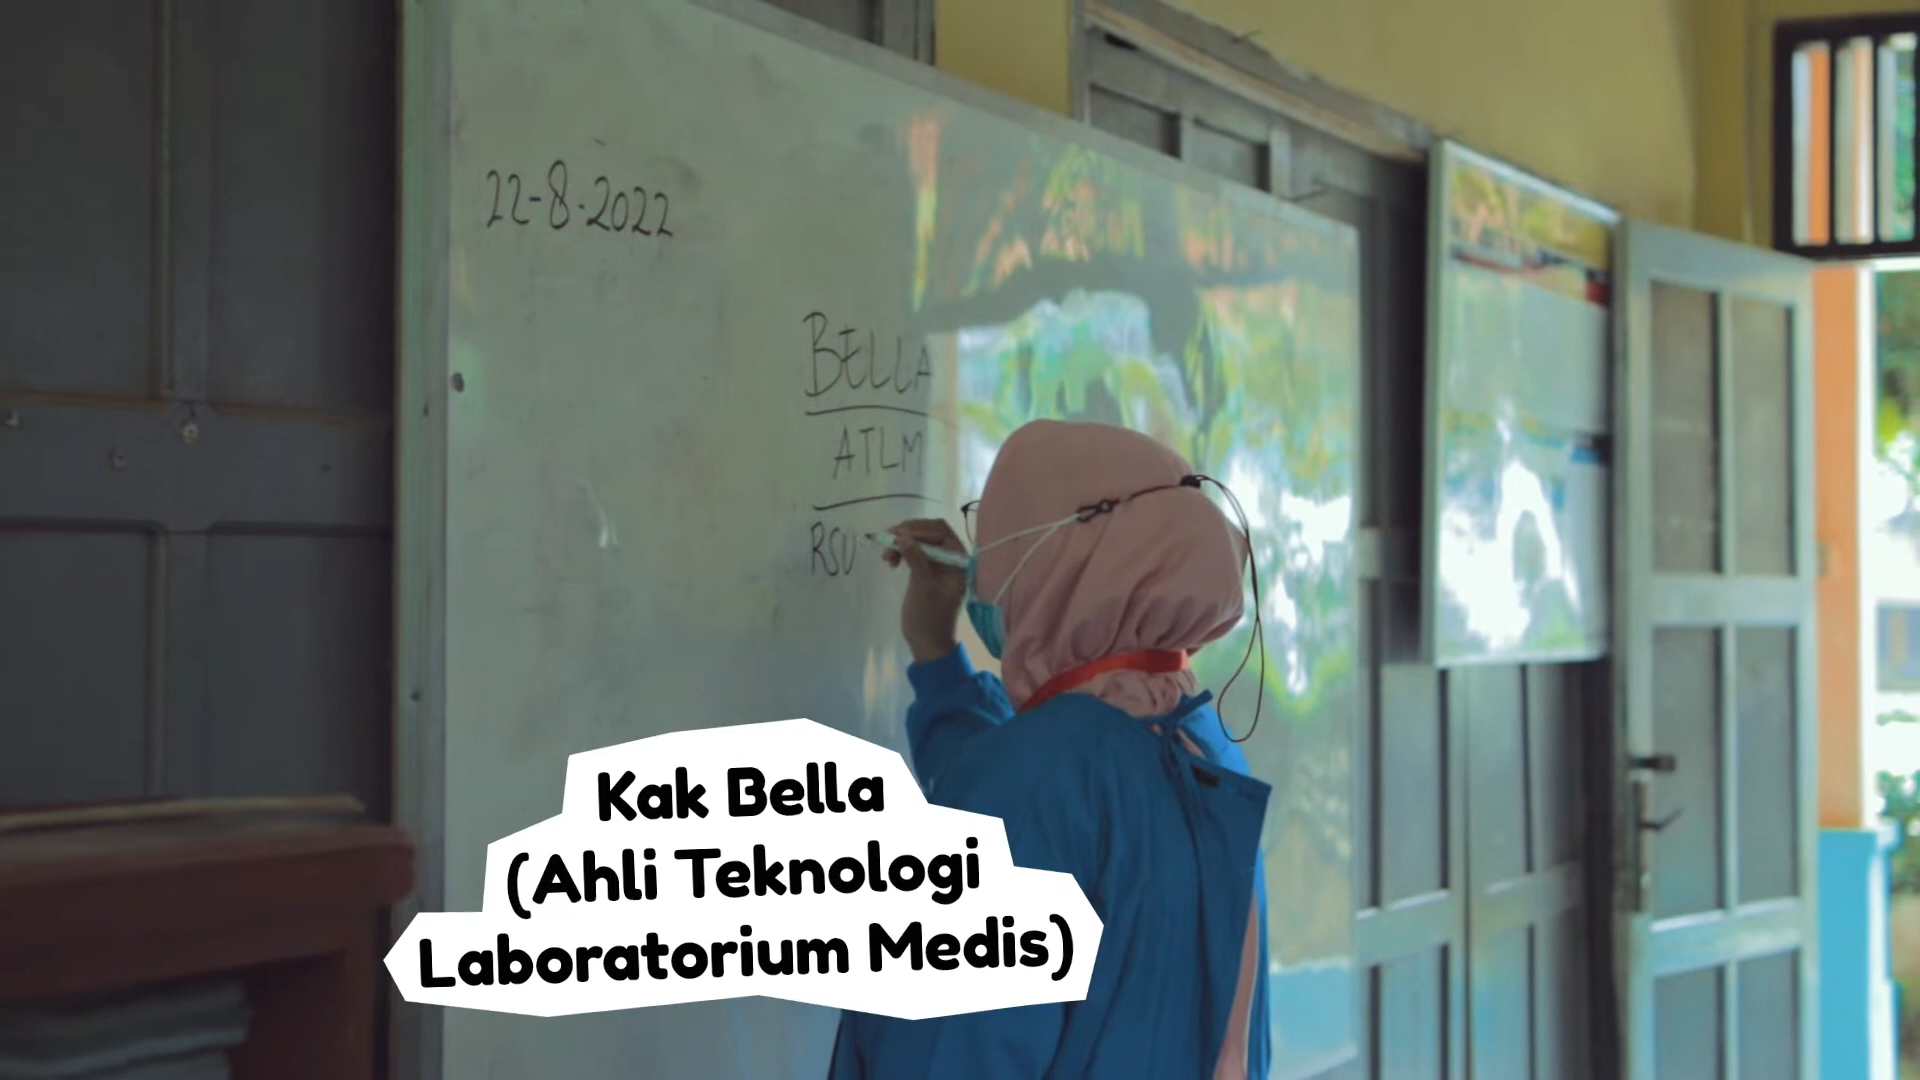 22-8-2022
BELLA
ATLM
RSU
Kak Bella
(Ahli Teknologi
Laboratorium Medis)